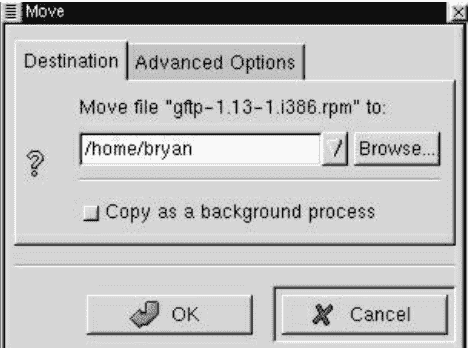 Move
Destination
Advanced Options
Move file "gftp-1.13-1.i386.rpm" to:
/home/bryan
Browse...
Copy as a background process
OK
Cancel